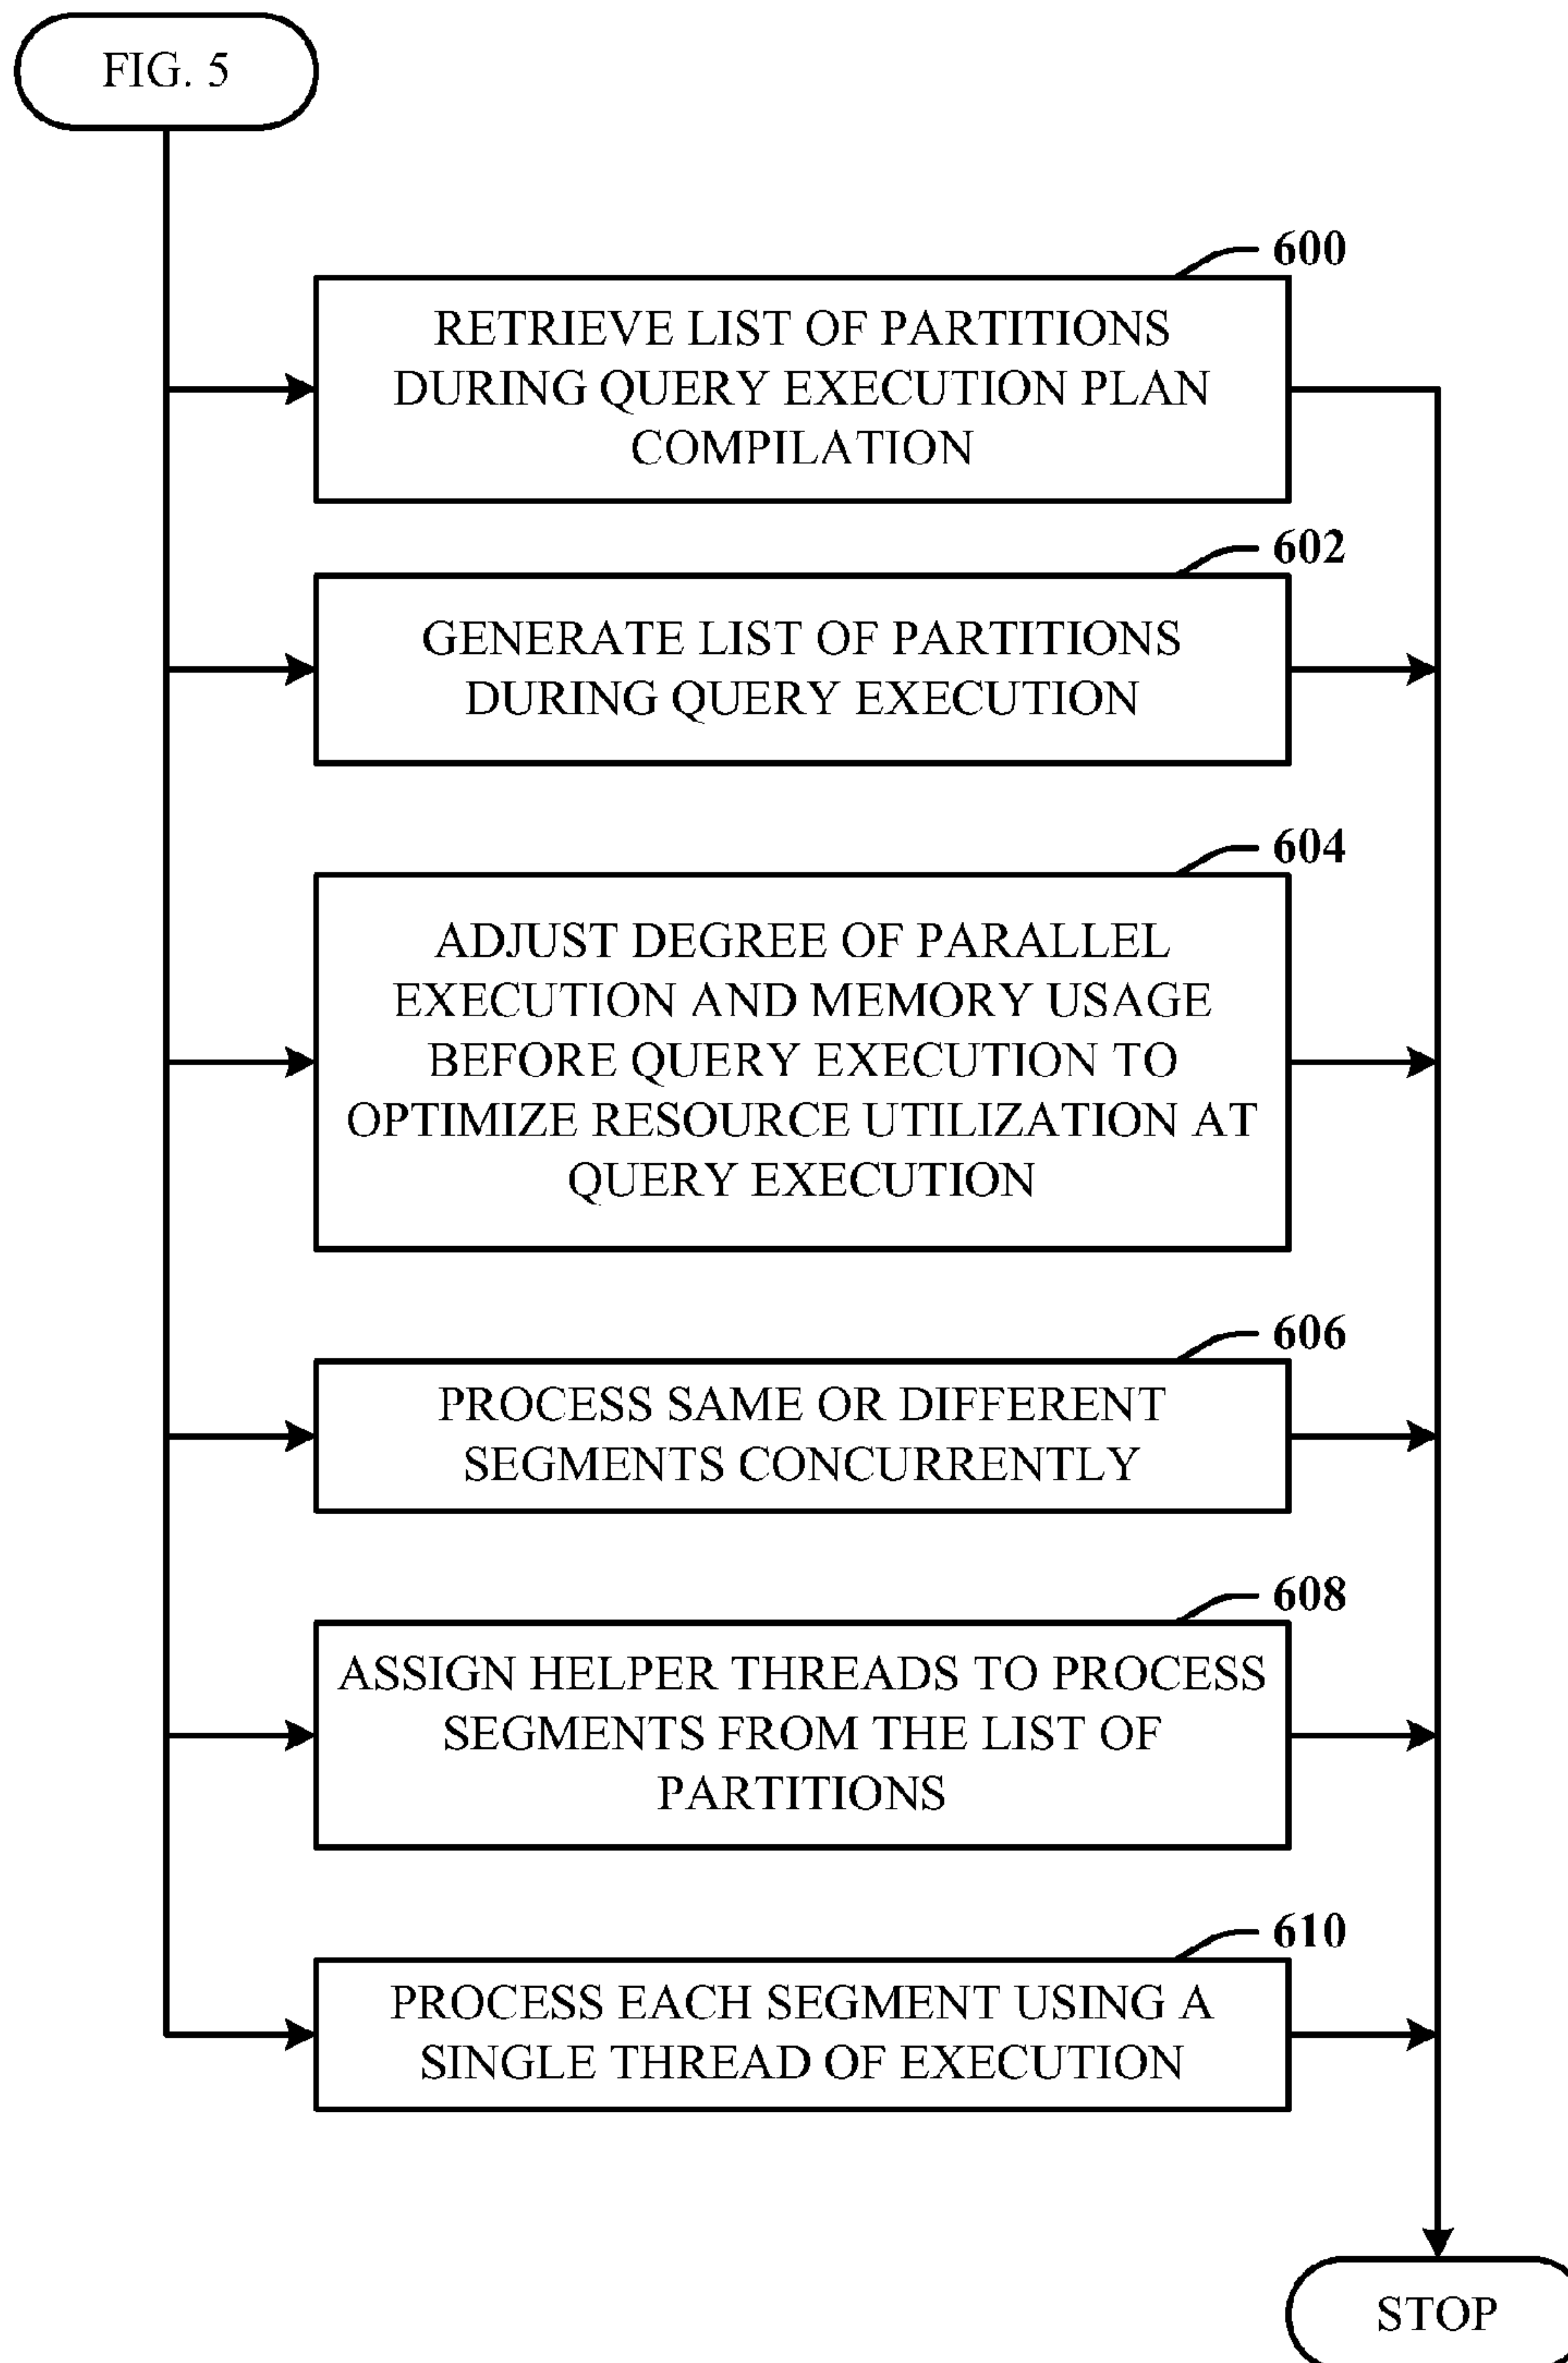 FIG. 5
600
RETRIEVE LIST OF PARTITIONS
DURING QUERY EXECUTION PLAN
COMPILATION
602
GENERATE LIST OF PARTITIONS
DURING QUERY EXECUTION
604
ADJUST DEGREE OF PARALLEL
EXECUTION AND MEMORY USAGE
BEFORE QUERY EXECUTION TO
OPTIMIZE RESOURCE UTILIZATION AT
QUERY EXECUTION
606
PROCESS SAME OR DIFFERENT
SEGMENTS CONCURRENTLY
608
ASSIGN HELPER THREADS TO PROCESS
SEGMENTS FROM THE LIST OF
PARTITIONS
610
PROCESS EACH SEGMENT USING A
SINGLE THREAD OF EXECUTION
STOP